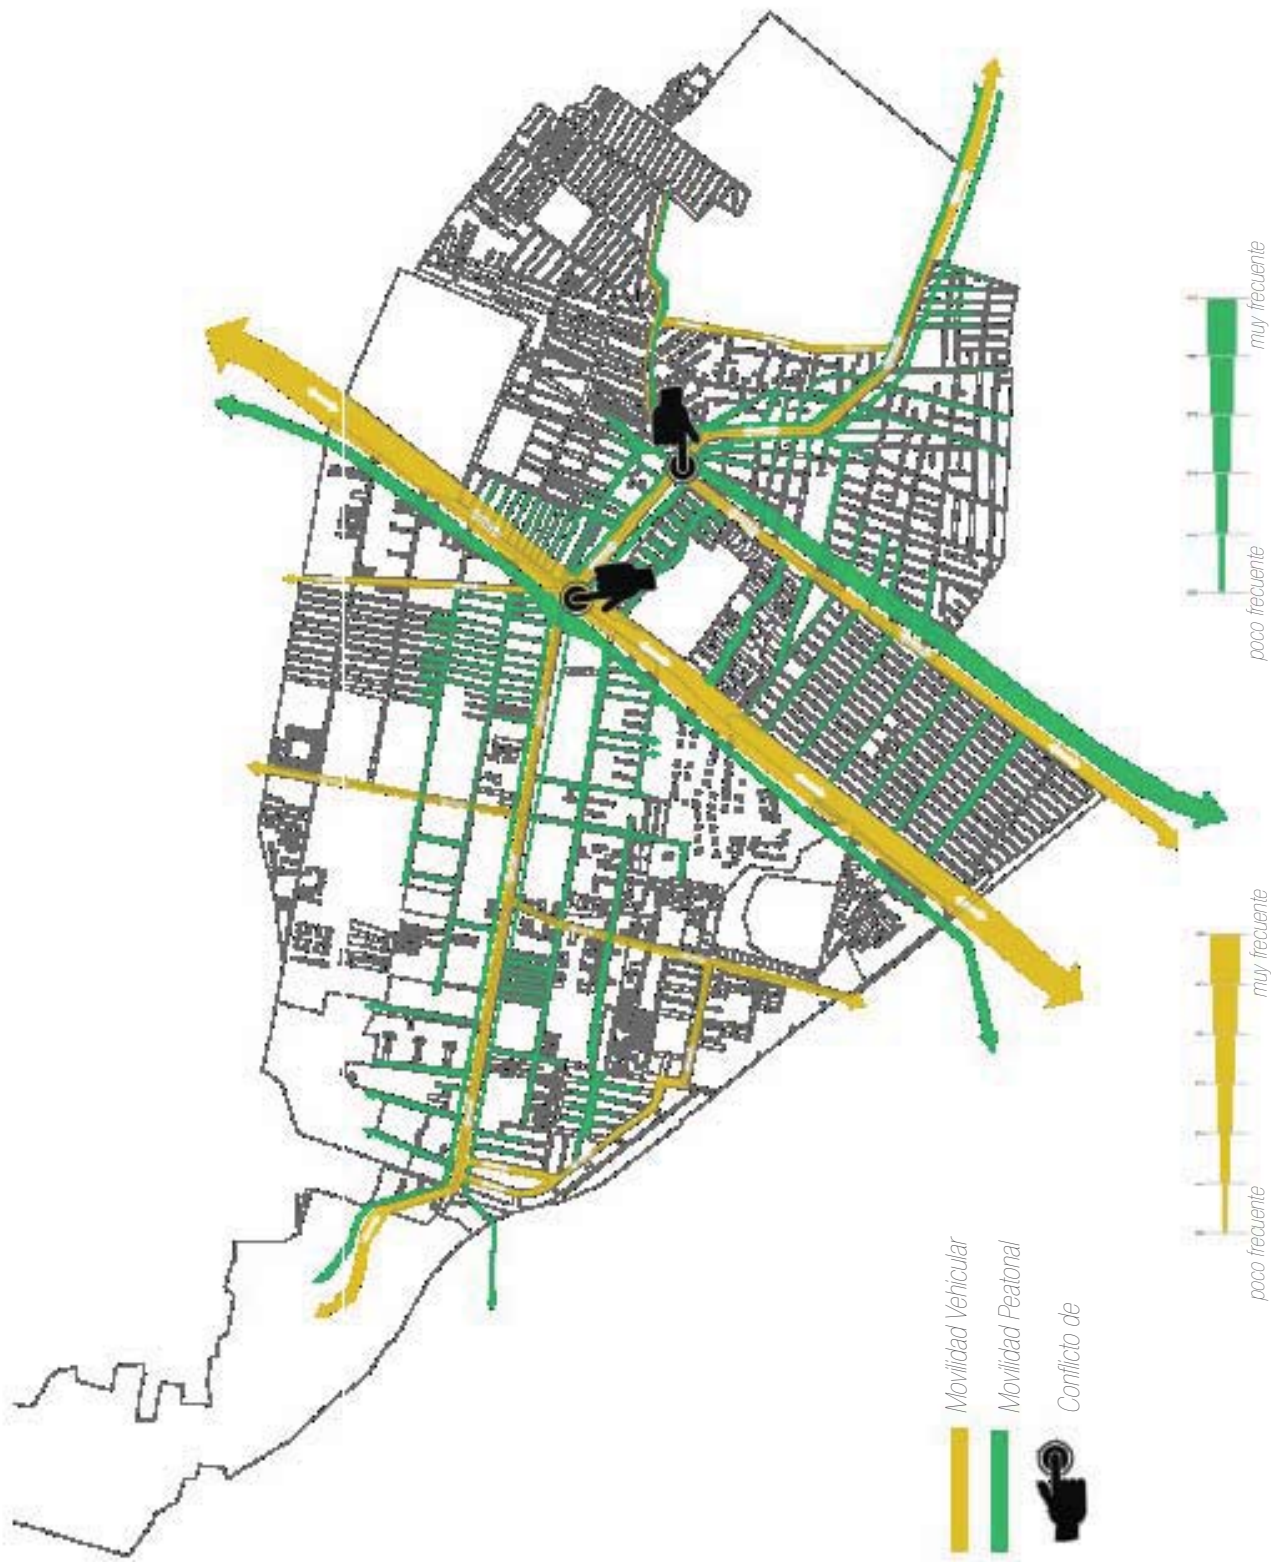 Movilidad Vehicular
Movilidad Peatonal
Conflicto de
poco frecuente
muy frecuente
poco frecuente
muy frecuente